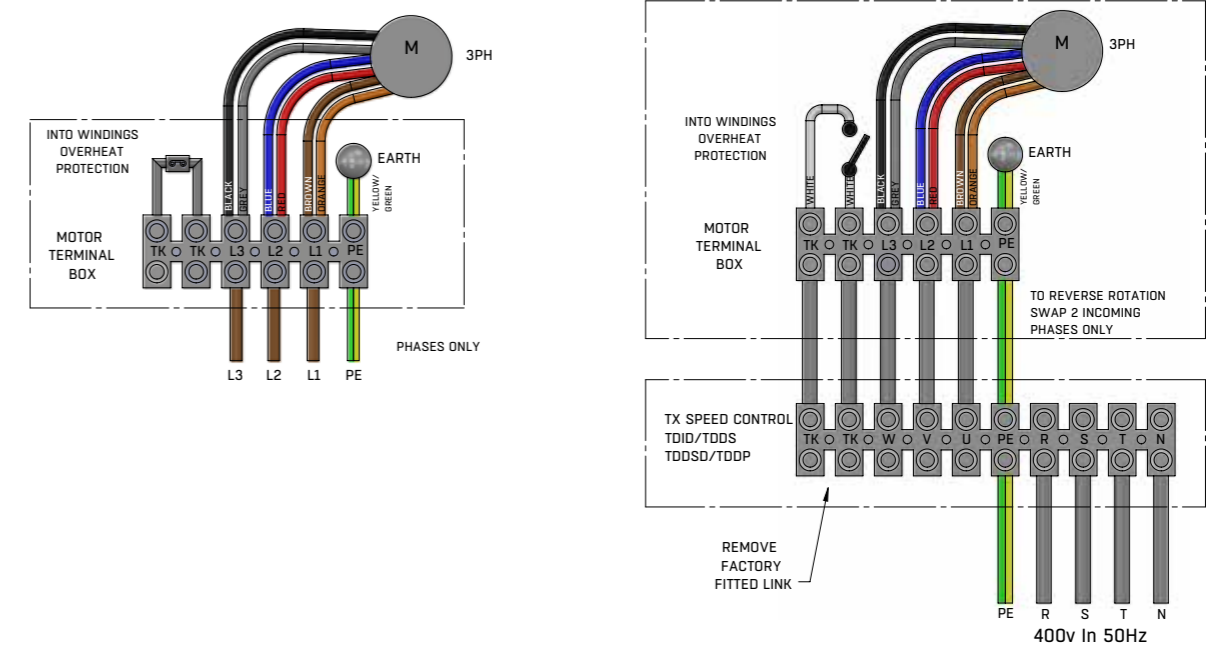 M
3PH
INTO WINDINGS
OVERHEAT
PROTECTION
EARTH
BLACK
GREY
BLUE
RED
BROWN
ORANGE
YELLOW/
GREEN
MOTOR
TERMINAL
BOX
TK TK L3 L2 L1 PE
PHASES ONLY
L3 L2 L1 PE
M
3PH
INTO WINDINGS
OVERHEAT
PROTECTION
EARTH
WHITE
WHITE
BLACK
GREY
BLUE
RED
BROWN
ORANGE
YELLOW/
GREEN
MOTOR
TERMINAL
BOX
TK TK L3 L2 L1 PE
TO REVERSE ROTATION
SWAP 2 INCOMING
PHASES ONLY
TX SPEED CONTROL
TDID/TDDS
TDDSD/TDDP
TK TK W V U PE R S T N
REMOVE
FACTORY
FITTED LINK
PE R S T N
400v In 50Hz